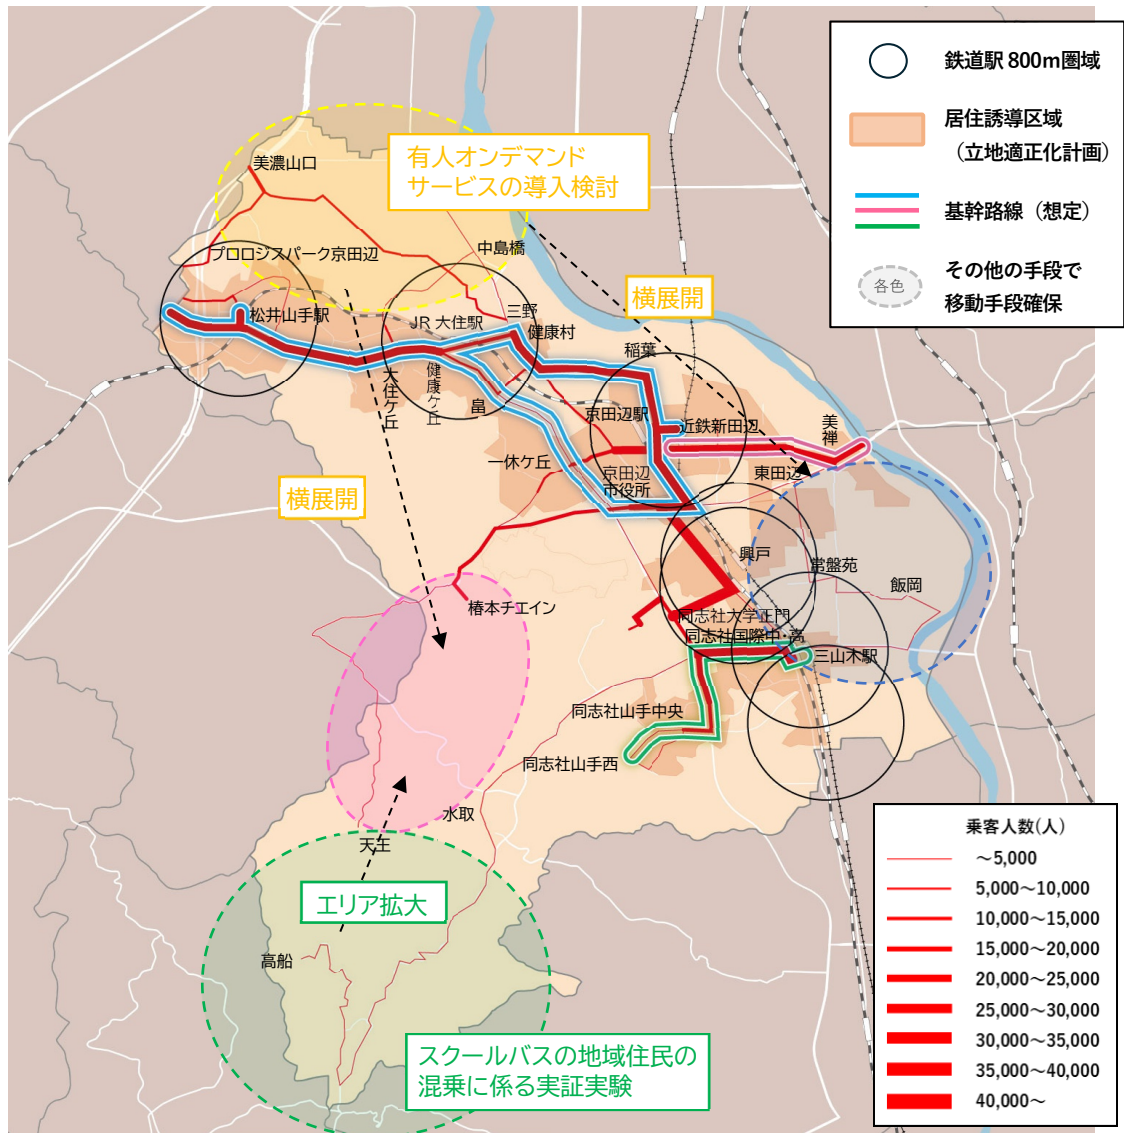 鉄道駅 800m圏域
居住誘導区域
（立地適正化計画）
基幹路線（想定）
各色
その他の手段で
移動手段確保
有人オンデマンド
サービスの導入検討
美濃山口
中島橋
プロロジスパーク京田辺
横展開
松井山手駅
JR 大住駅
三野
健康村
稲葉
大住ケ丘
健康ケ丘
畠
京田辺駅
近鉄新田辺
美禅
一休ケ丘
京田辺
市役所
東田辺
横展開
興戸
常盤苑
飯岡
椿本チエイン
同志社大学正門
同志社国際中・高
三山木駅
同志社山手中央
同志社山手西
水取
天王
エリア拡大
高船
スクールバスの地域住民の
混乗に係る実証実験
乗客人数(人)
～5,000
5,000～10,000
10,000～15,000
15,000～20,000
20,000～25,000
25,000～30,000
30,000～35,000
35,000～40,000
40,000～